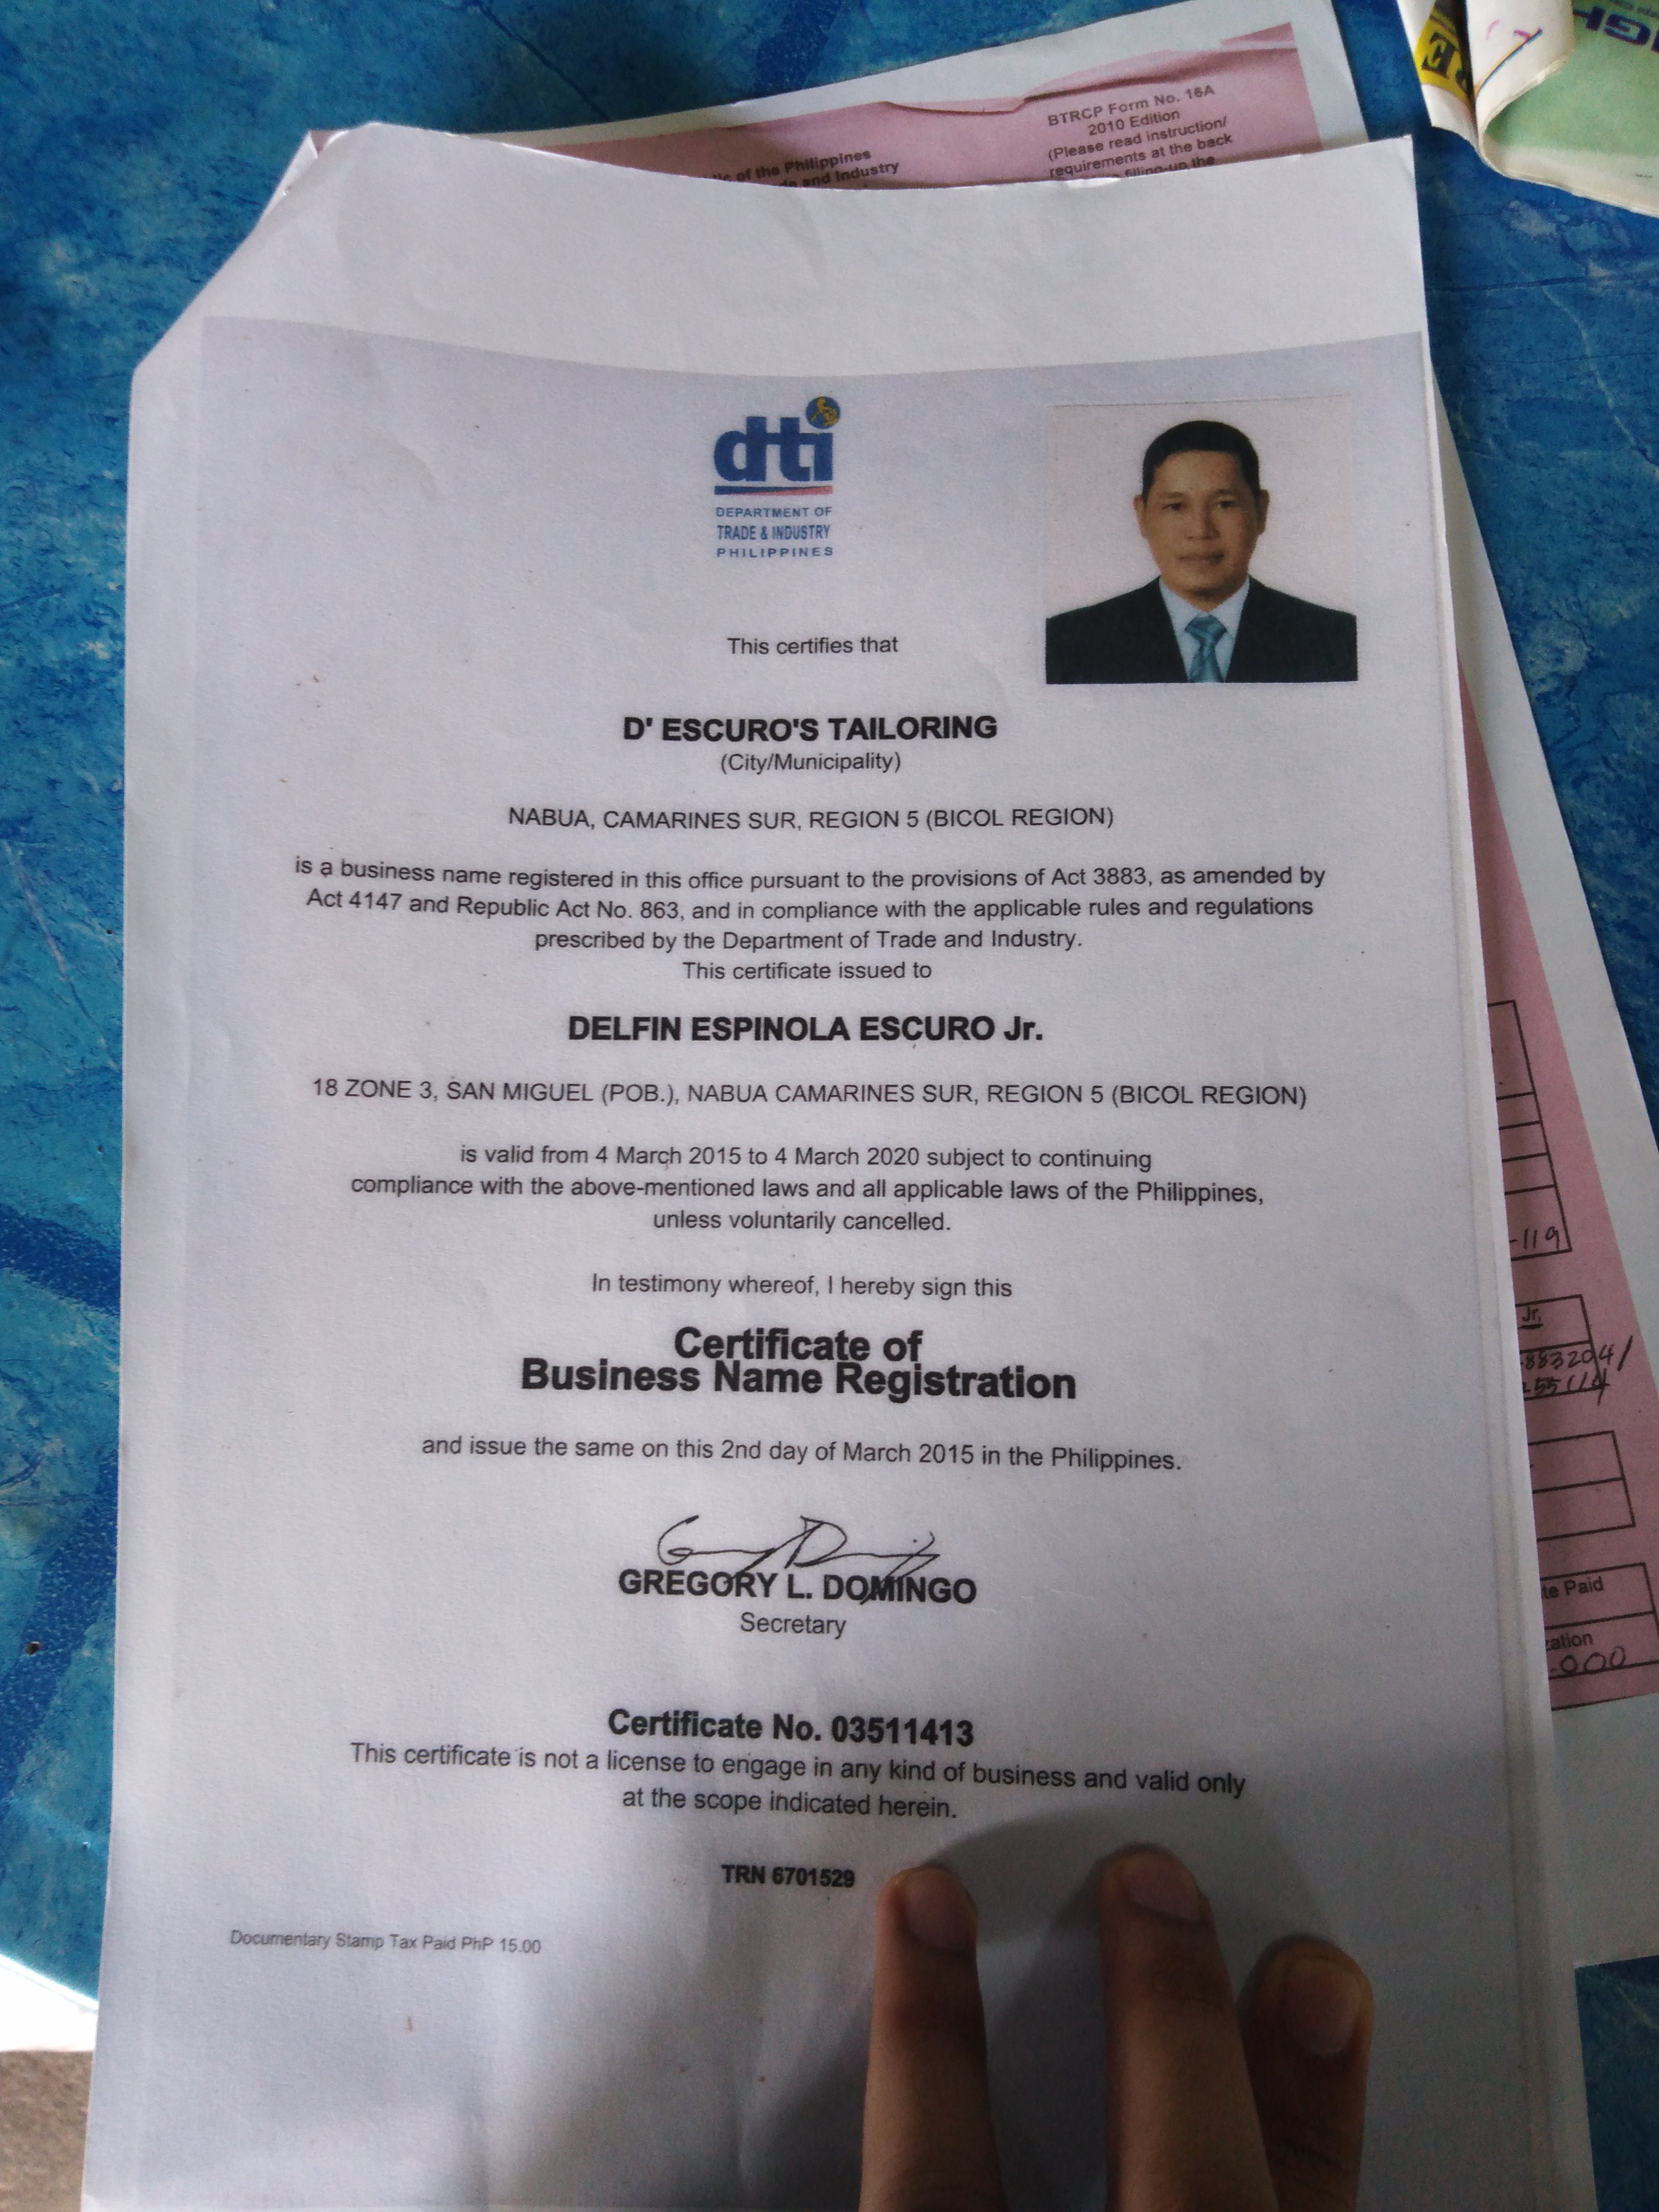 BTRCP Form No. 16A
2010 Edition
(Please read instruction/
requirements at the back
filling-up the
of the Philippines
and Industry
dti
DEPARTMENT OF
TRADE & INDUSTRY
PHILIPPINES
This certifies that
D' ESCURO'S TAILORING
(City/Municipality)
NABUA, CAMARINES SUR, REGION 5 (BICOL REGION)
is a business name registered in this office pursuant to the provisions of Act 3883, as amended by
Act 4147 and Republic Act No. 863, and in compliance with the applicable rules and regulations
prescribed by the Department of Trade and Industry.
This certificate issued to
DELFIN ESPINOLA ESCURO Jr.
18 ZONE 3, SAN MIGUEL (POB.), NABUA CAMARINES SUR, REGION 5 (BICOL REGION)
is valid from 4 March 2015 to 4 March 2020 subject to continuing
compliance with the above-mentioned laws and all applicable laws of the Philippines,
unless voluntarily cancelled.
In testimony whereof, I hereby sign this
Certificate of
Business Name Registration
and issue the same on this 2nd day of March 2015 in the Philippines.
GREGORY L. DOMINGO
Secretary
Certificate No. 03511413
This certificate is not a license to engage in any kind of business and valid only
at the scope indicated herein.
TRN 6701529
Documentary Stamp Tax Paid PhP 15.00
-119
Jr.
Paid